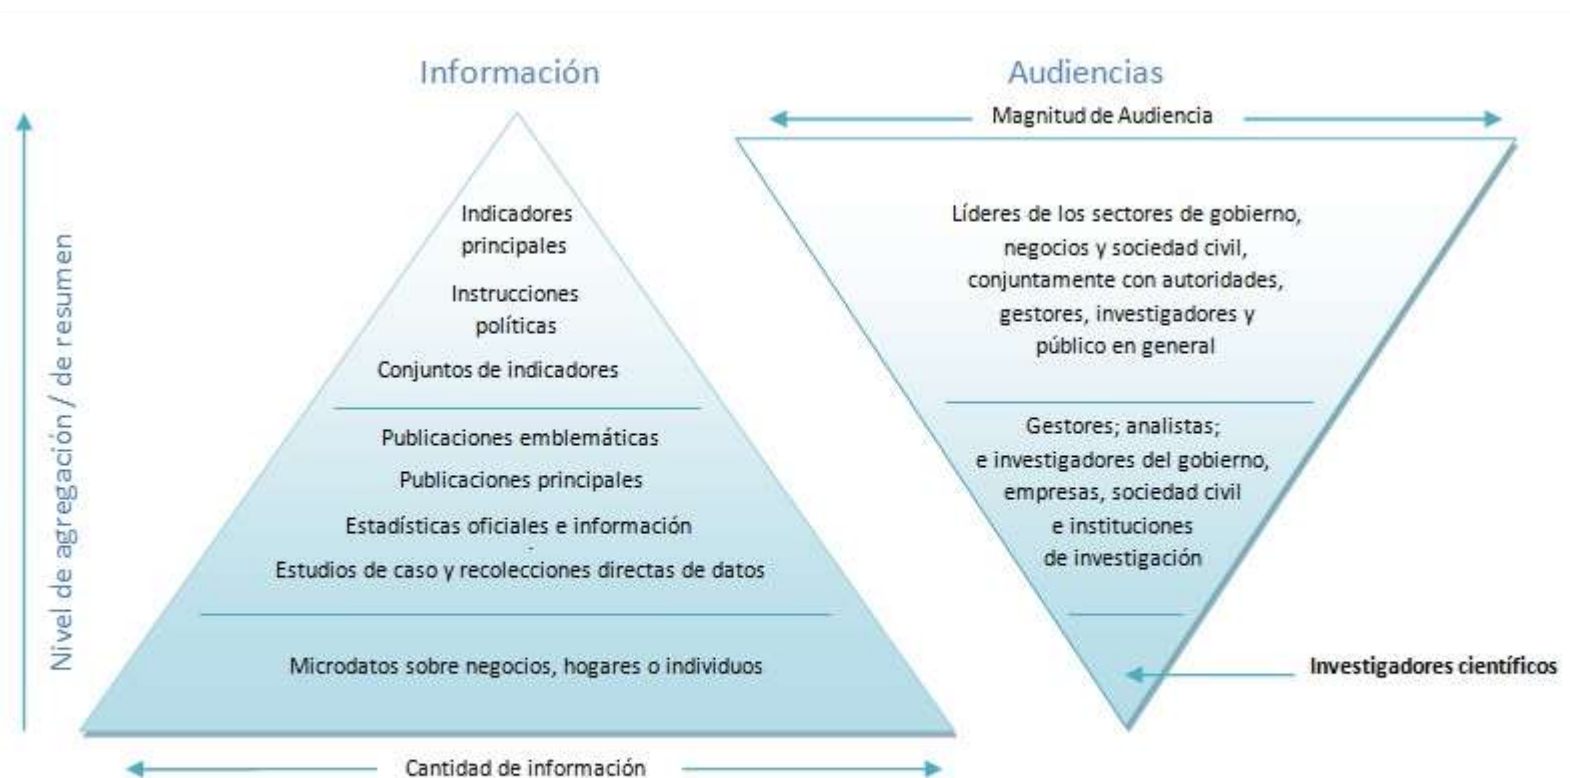 Información
Nivel de agregación / de resumen
Indicadores
principales
Instrucciones
políticas
Conjuntos de indicadores
Publicaciones emblemáticas
Publicaciones principales
Estadísticas oficiales e información
Estudios de caso y recolecciones directas de datos
Microdatos sobre negocios, hogares o individuos
Cantidad de información
Audiencias
Magnitud de Audiencia
Líderes de los sectores de gobierno,
negocios y sociedad civil,
conjuntamente con autoridades,
gestores, investigadores y
público en general
Gestores; analistas;
e investigadores del gobierno,
empresas, sociedad civil
e instituciones
de investigación
Investigadores científicos